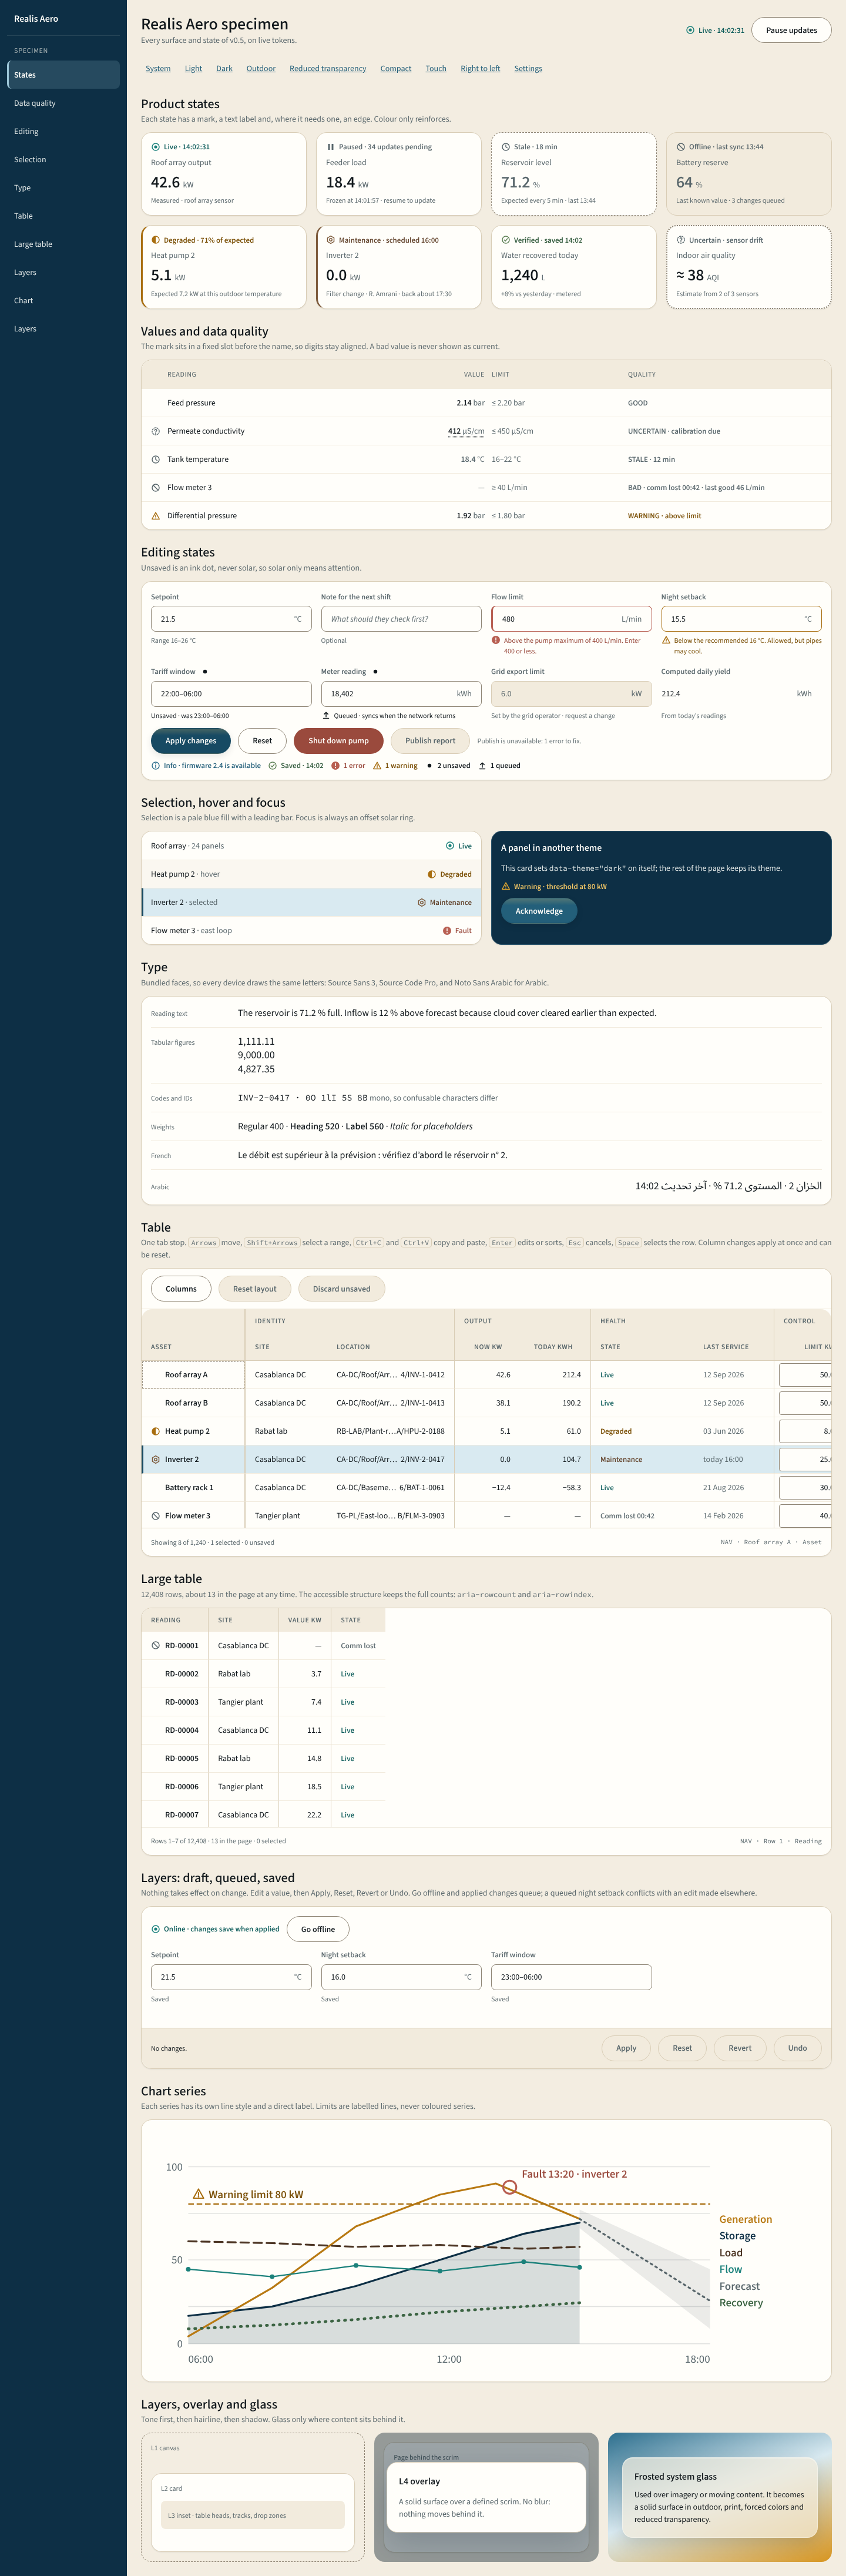 Realis Aero
SPECIMEN
States
Data quality
Editing
Selection
Type
Table
Large table
Layers
Chart
Layers
Realis Aero specimen
Every surface and state of v0.5, on live tokens.
Live · 14:02:31
Pause updates
System Light Dark Outdoor Reduced transparency Compact Touch Right to left Settings
Product states
Each state has a mark, a text label and, where it needs one, an edge. Colour only reinforces.
Live · 14:02:31
Roof array output
42.6 kW
Measured · roof array sensor
Paused · 34 updates pending
Feeder load
18.4 kW
Frozen at 14:01:57 · resume to update
Stale · 18 min
Reservoir level
71.2 %
Expected every 5 min · last 13:44
Offline · last sync 13:44
Battery reserve
64 %
Last known value · 3 changes queued
Degraded · 71% of expected
Heat pump 2
5.1 kW
Expected 7.2 kW at this outdoor temperature
Maintenance · scheduled 16:00
Inverter 2
0.0 kW
Filter change · R. Amrani · back about 17:30
Verified · saved 14:02
Water recovered today
1,240 L
+8% vs yesterday · metered
Uncertain · sensor drift
Indoor air quality
≈ 38 AQI
Estimate from 2 of 3 sensors
Values and data quality
The mark sits in a fixed slot before the name, so digits stay aligned. A bad value is never shown as current.
READING VALUE LIMIT QUALITY
Feed pressure 2.14 bar ≤ 2.20 bar GOOD
Permeate conductivity 412 µS/cm ≤ 450 µS/cm UNCERTAIN · calibration due
Tank temperature 18.4 °C 16–22 °C STALE · 12 min
Flow meter 3 — ≥ 40 L/min BAD · comm lost 00:42 · last good 46 L/min
Differential pressure 1.92 bar ≤ 1.80 bar WARNING · above limit
Editing states
Unsaved is an ink dot, never solar, so solar only means attention.
Setpoint
21.5 °C
Range 16–26 °C
Note for the next shift
What should they check first?
Optional
Flow limit
480 L/min
Above the pump maximum of 400 L/min. Enter
400 or less.
Night setback
15.5 °C
Below the recommended 16 °C. Allowed, but pipes
may cool.
Tariff window
22:00–06:00
Unsaved · was 23:00–06:00
Meter reading
18,402 kWh
Queued · syncs when the network returns
Grid export limit
6.0 kW
Set by the grid operator · request a change
Computed daily yield
212.4 kWh
From today's readings
Apply changes Reset Shut down pump Publish report Publish is unavailable: 1 error to fix.
Info · firmware 2.4 is available Saved · 14:02 1 error 1 warning 2 unsaved 1 queued
Selection, hover and focus
Selection is a pale blue fill with a leading bar. Focus is always an offset solar ring.
Roof array · 24 panels Live
Heat pump 2 · hover Degraded
Inverter 2 · selected Maintenance
Flow meter 3 · east loop Fault
A panel in another theme
This card sets data-theme="dark" on itself; the rest of the page keeps its theme.
Warning · threshold at 80 kW
Acknowledge
Type
Bundled faces, so every device draws the same letters: Source Sans 3, Source Code Pro, and Noto Sans Arabic for Arabic.
Reading text The reservoir is 71.2 % full. Inflow is 12 % above forecast because cloud cover cleared earlier than expected.
Tabular figures 1,111.11
9,000.00
4,827.35
Codes and IDs INV-2-0417 · 0O 1lI 5S 8B mono, so confusable characters differ
Weights Regular 400 · Heading 520 · Label 560 · Italic for placeholders
French Le débit est supérieur à la prévision : vérifiez d’abord le réservoir n° 2.
Arabic الخزان 2 · المستوى 71.2 % · آخر تحديث 14:02
Table
One tab stop. Arrows move, Shift+Arrows select a range, Ctrl+C and Ctrl+V copy and paste, Enter edits or sorts, Esc cancels, Space selects the row. Column changes apply at once and can
be reset.
Columns Reset layout Discard unsaved
IDENTITY OUTPUT HEALTH CONTROL
ASSET SITE LOCATION NOW KW TODAY KWH STATE LAST SERVICE LIMIT KW
Roof array A Casablanca DC CA-DC/Roof/Arr… 4/INV-1-0412 42.6 212.4 Live 12 Sep 2026 50.0
Roof array B Casablanca DC CA-DC/Roof/Arr… 2/INV-1-0413 38.1 190.2 Live 12 Sep 2026 50.0
Heat pump 2 Rabat lab RB-LAB/Plant-r…A/HPU-2-0188 5.1 61.0 Degraded 03 Jun 2026 8.0
Inverter 2 Casablanca DC CA-DC/Roof/Arr… 2/INV-2-0417 0.0 104.7 Maintenance today 16:00 25.0
Battery rack 1 Casablanca DC CA-DC/Baseme… 6/BAT-1-0061 −12.4 −58.3 Live 21 Aug 2026 30.0
Flow meter 3 Tangier plant TG-PL/East-loo… B/FLM-3-0903 — — Comm lost 00:42 14 Feb 2026 40.0
Showing 8 of 1,240 · 1 selected · 0 unsaved NAV · Roof array A · Asset
Large table
12,408 rows, about 13 in the page at any time. The accessible structure keeps the full counts: aria-rowcount and aria-rowindex.
READING SITE VALUE KW STATE
RD-00001 Casablanca DC — Comm lost
RD-00002 Rabat lab 3.7 Live
RD-00003 Tangier plant 7.4 Live
RD-00004 Casablanca DC 11.1 Live
RD-00005 Rabat lab 14.8 Live
RD-00006 Tangier plant 18.5 Live
RD-00007 Casablanca DC 22.2 Live
Rows 1–7 of 12,408 · 13 in the page · 0 selected NAV · Row 1 · Reading
Layers: draft, queued, saved
Nothing takes effect on change. Edit a value, then Apply, Reset, Revert or Undo. Go offline and applied changes queue; a queued night setback conflicts with an edit made elsewhere.
Online · changes save when applied Go offline
Setpoint Night setback Tariff window
21.5 °C 16.0 °C 23:00–06:00
Saved Saved Saved
No changes. Apply Reset Revert Undo
Chart series
Each series has its own line style and a direct label. Limits are labelled lines, never coloured series.
100
50
0
Warning limit 80 kW
Fault 13:20 · inverter 2
Generation
Storage
Load
Flow
Forecast
Recovery
06:00 12:00 18:00
Layers, overlay and glass
Tone first, then hairline, then shadow. Glass only where content sits behind it.
L1 canvas
L2 card
L3 inset · table heads, tracks, drop zones
Page behind the scrim
L4 overlay
A solid surface over a defined scrim. No blur:
nothing moves behind it.
Frosted system glass
Used over imagery or moving content. It becomes
a solid surface in outdoor, print, forced colors and
reduced transparency.